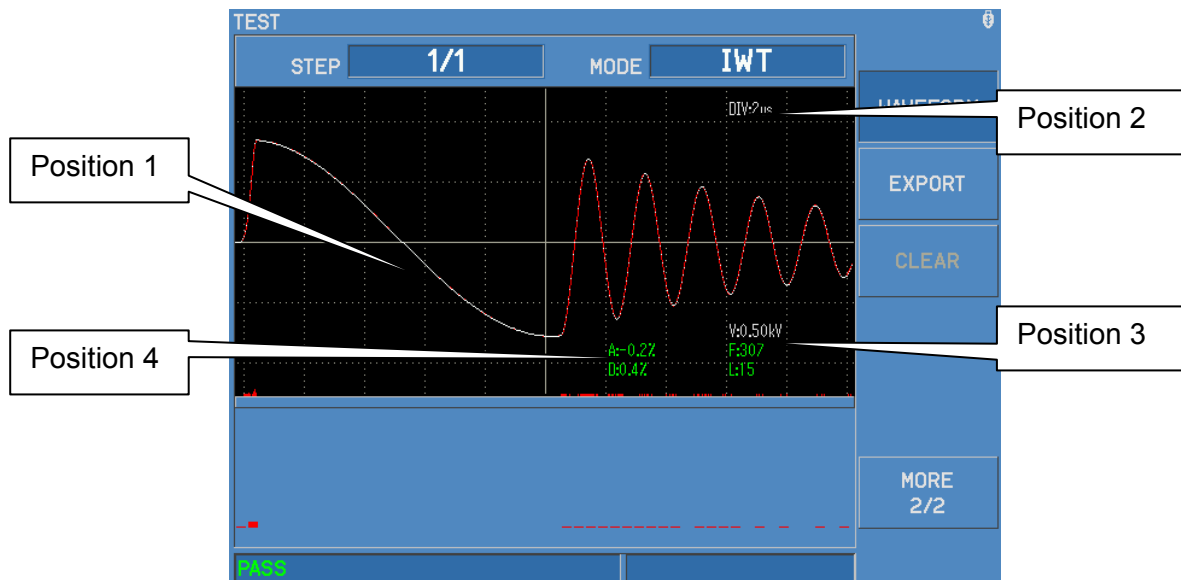 TEST
STEP 1/1 MODE IWT
DIV:2us
WAVEFORM
Position 2
Position 1
EXPORT
CLEAR
V:0.50kV
Position 3
Position 4
A:-0.2% F:307
D:0.4% L:15
MORE
2/2
PASS